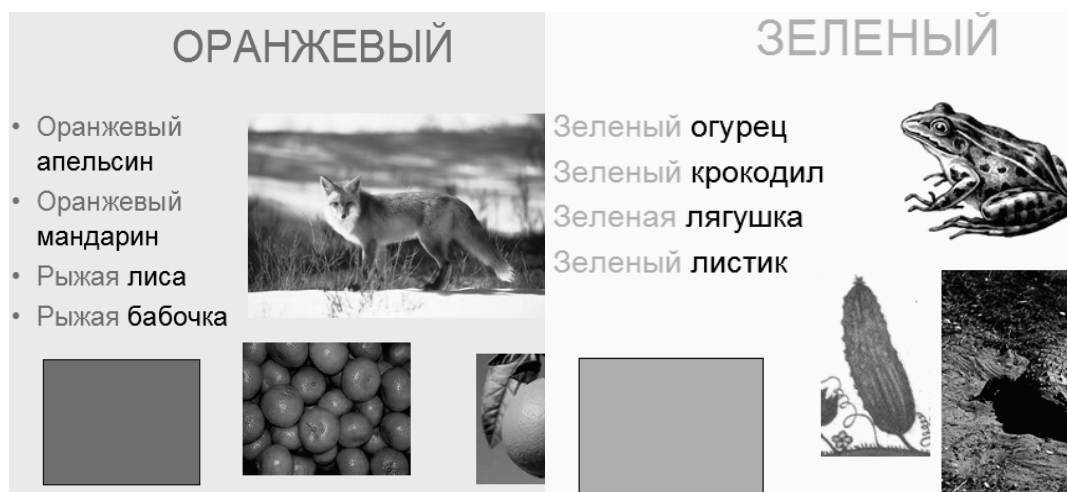 ОРАНЖЕВЫЙ
• Оранжевый
апельсин
• Оранжевый
мандарин
• Рыжая лиса
• Рыжая бабочка
ЗЕЛЕНЫЙ
Зеленый огурец
Зеленый крокодил
Зеленая лягушка
Зеленый листик